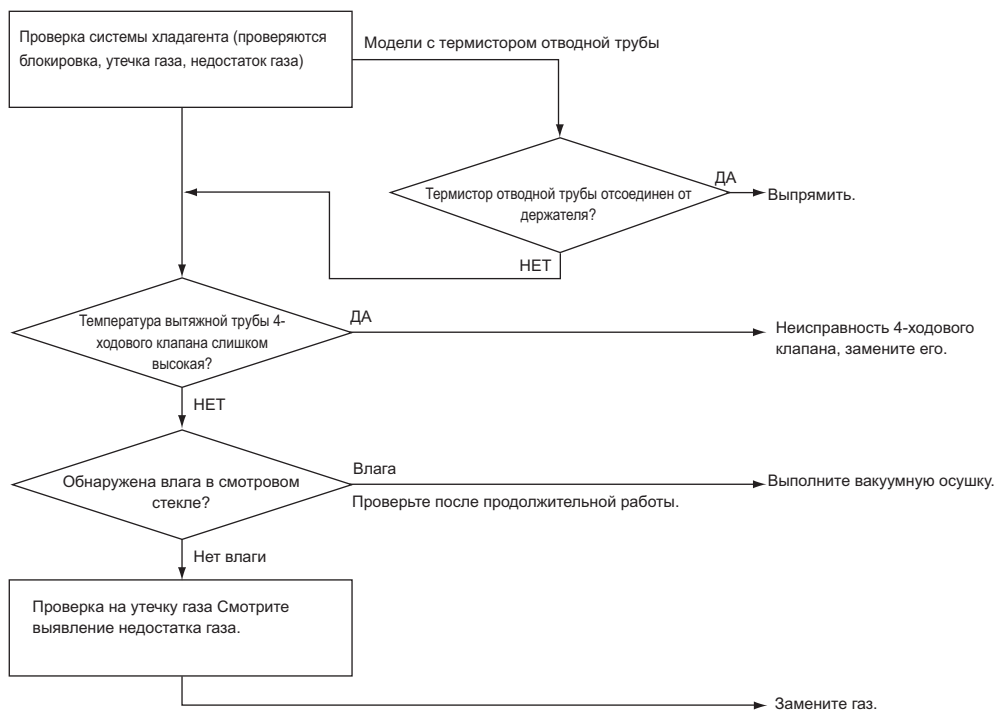 Проверка системы хладагента (проверяются
блокировка, утечка газа, недостаток газа)
Модели с термистором отводной трубы
Термистор отводной трубы отсоединен от
держателя?
ДА
Выпрямить.
НЕТ
Температура вытяжной трубы 4-
ходового клапана слишком
высокая?
ДА
Неисправность 4-ходового
клапана, замените его.
НЕТ
Обнаружена влага в смотровом
стекле?
Влага
Проверьте после продолжительной работы.
Выполните вакуумную осушку.
Нет влаги
Проверка на утечку газа Смотрите
выявление недостатка газа.
Замените газ.